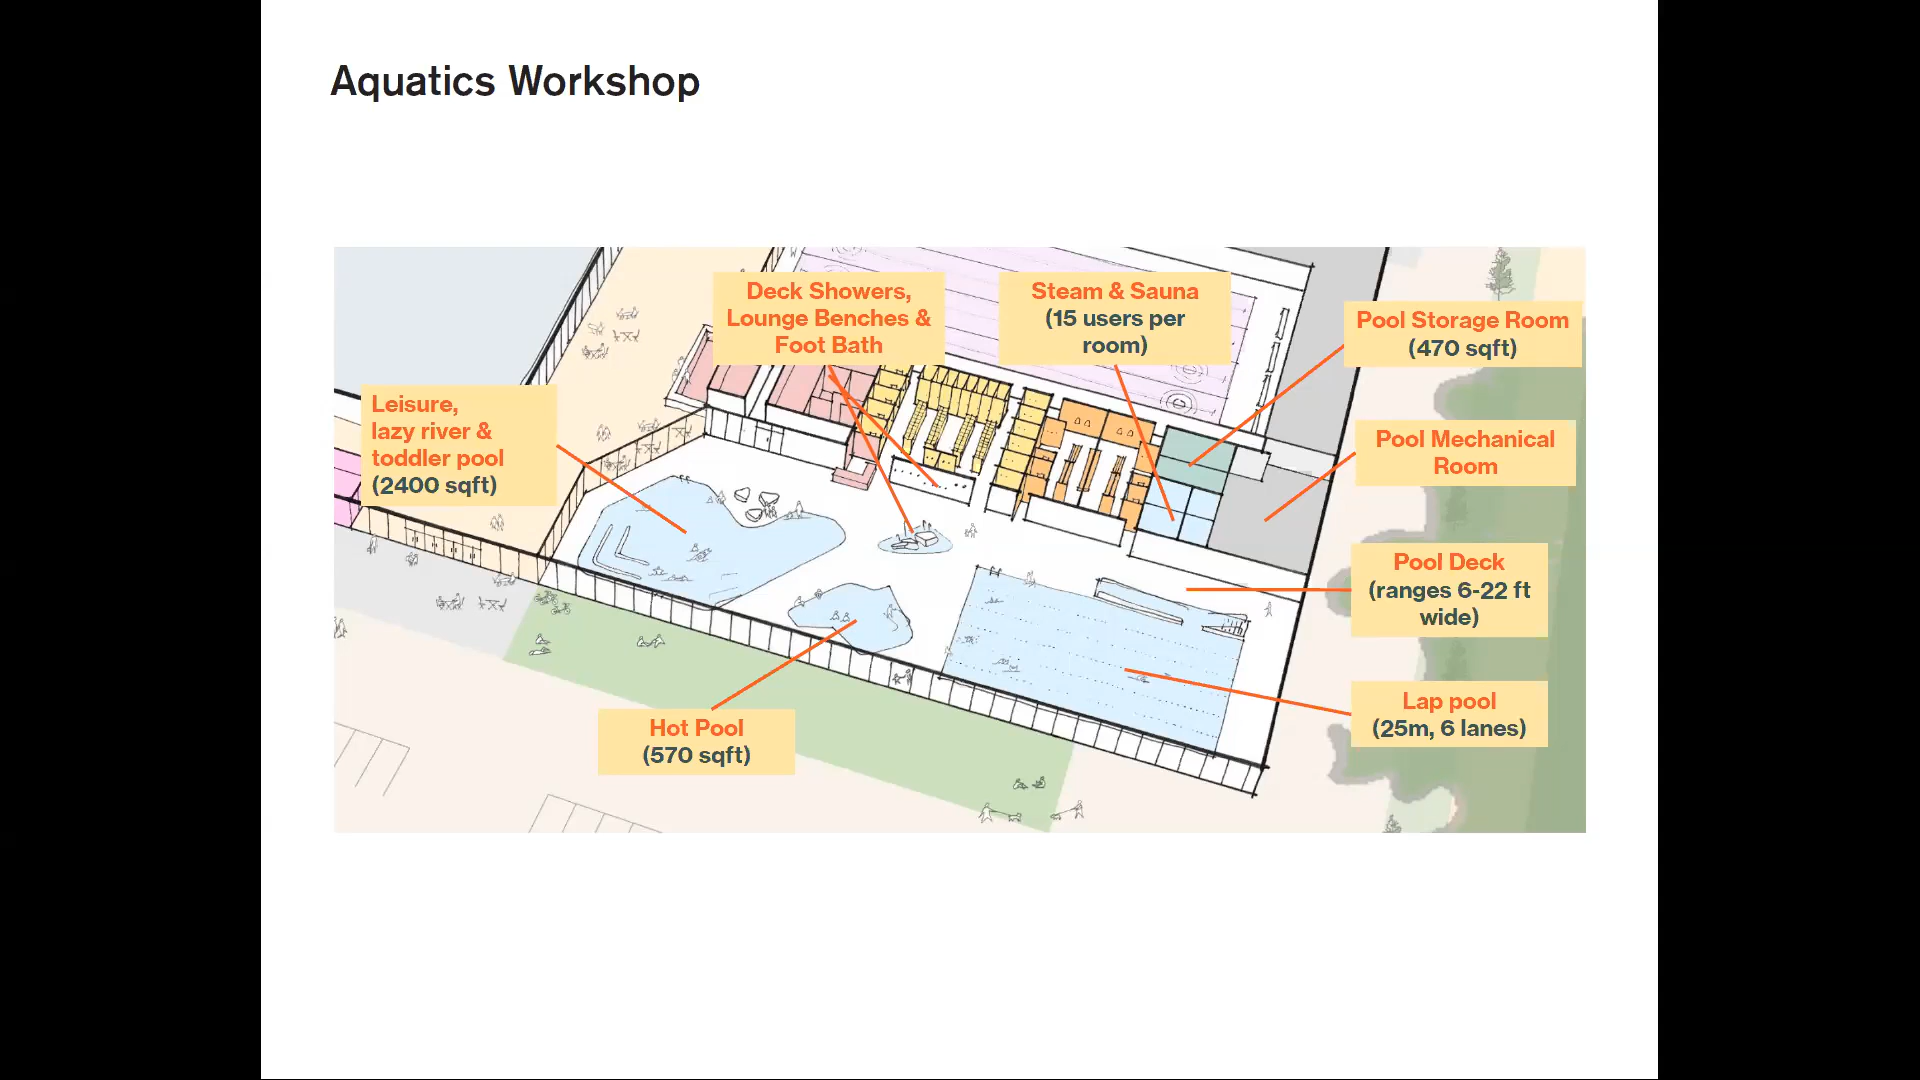 Aquatics Workshop
Deck Showers,
Lounge Benches &
Foot Bath
Steam & Sauna
(15 users per
room)
Pool Storage Room
(470 sqft)
Leisure,
lazy river &
toddler pool
(2400 sqft)
Pool Mechanical
Room
Pool Deck
(ranges 6-22 ft
wide)
Lap pool
(25m, 6 lanes)
Hot Pool
(570 sqft)